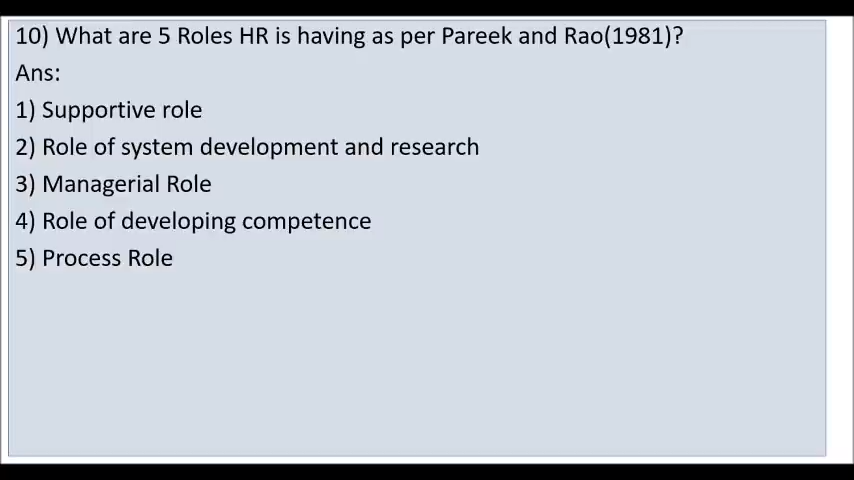 10) What are 5 Roles HR is having as per Pareek and Rao(1981)?
Ans:
1) Supportive role
2) Role of system development and research
3) Managerial Role
4) Role of developing competence
5) Process Role